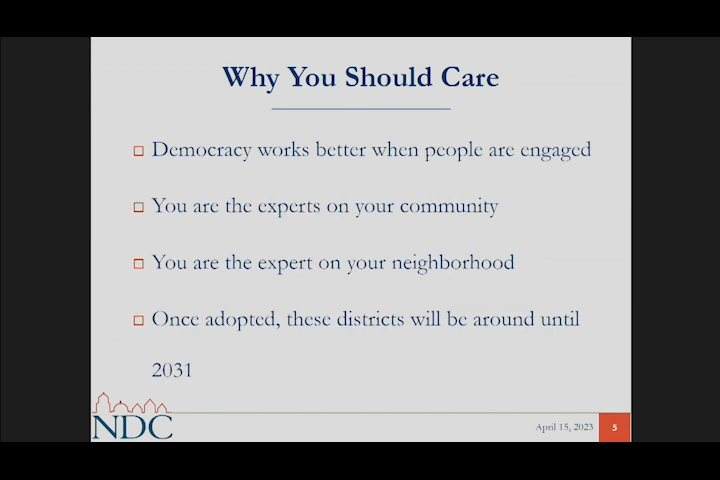 Why You Should Care
Democracy works better when people are engaged
You are the experts on your community
You are the expert on your neighborhood
Once adopted, these districts will be around until
2031
NDC
April 15, 2023
5